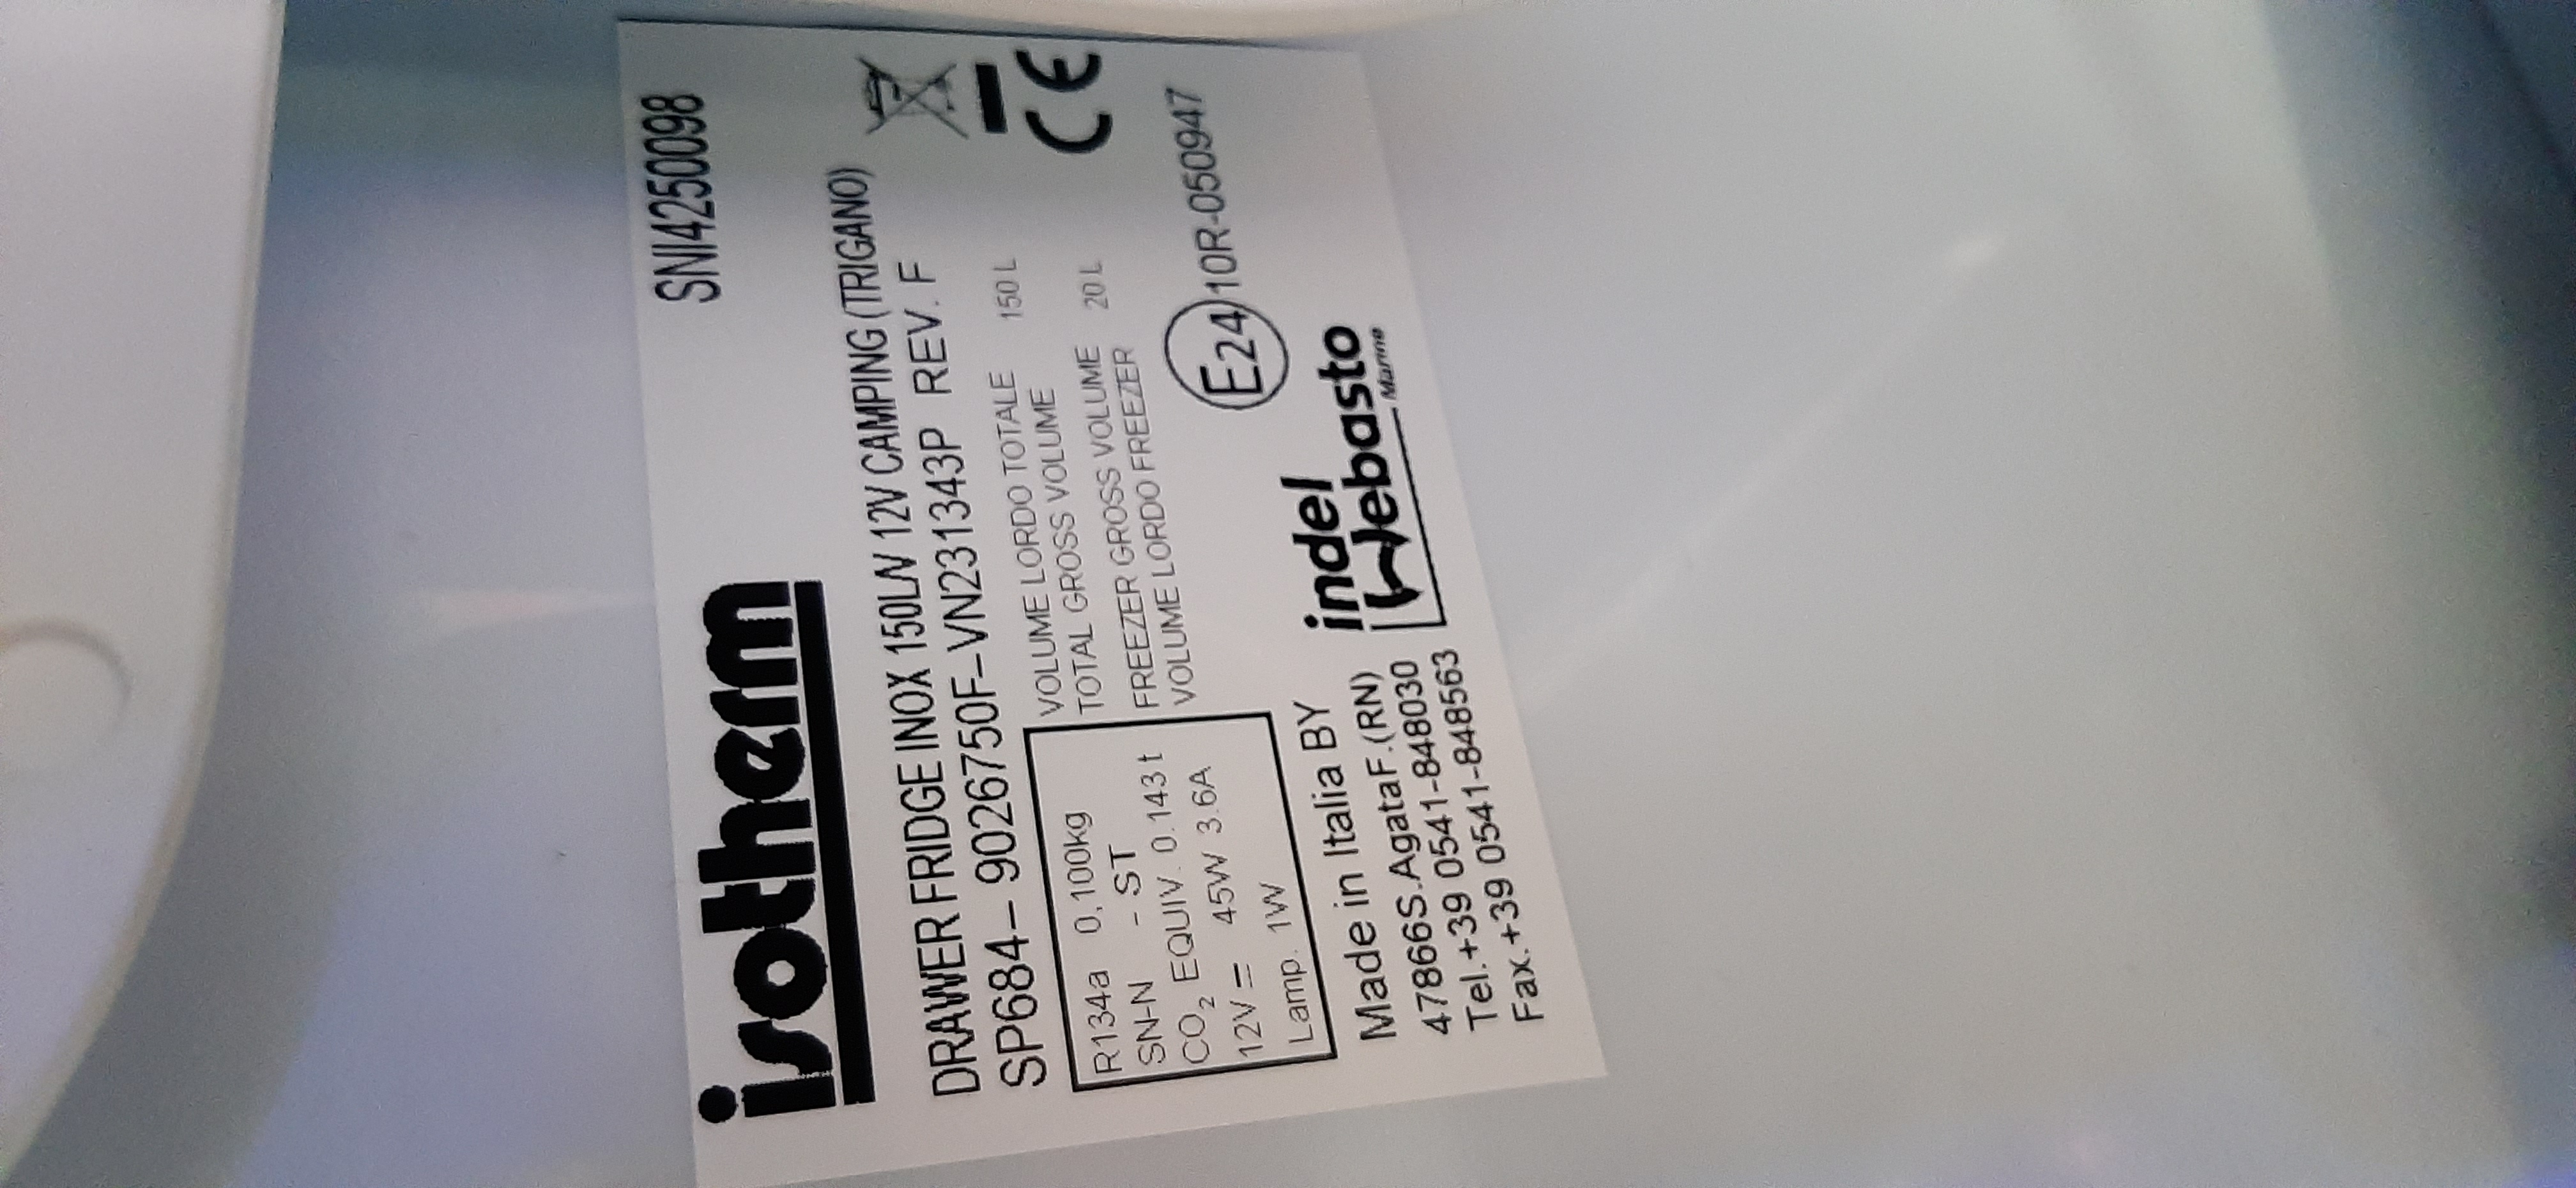 SNI4250098
isotherm
DRAWER FRIDGE INOX 150LN 12V CAMPING (TRIGANO)
SP684– 9026750F–VN231343P REV. F
R134a 0,100kg
SN-N - ST
CO₂ EQUIV. 0.143 t
12V = 45W 3.6A
Lamp. 1W
VOLUME LORDO TOTALE 150 L
TOTAL GROSS VOLUME
FREEZER GROSS VOLUME 20 L
VOLUME LORDO FREEZER
CE
E24 10R-050947
Made in Italia BY
47866S.AgataF.(RN)
Tel.+39 0541-848030
Fax.+39 0541-848563
indel
Webasto
Marine